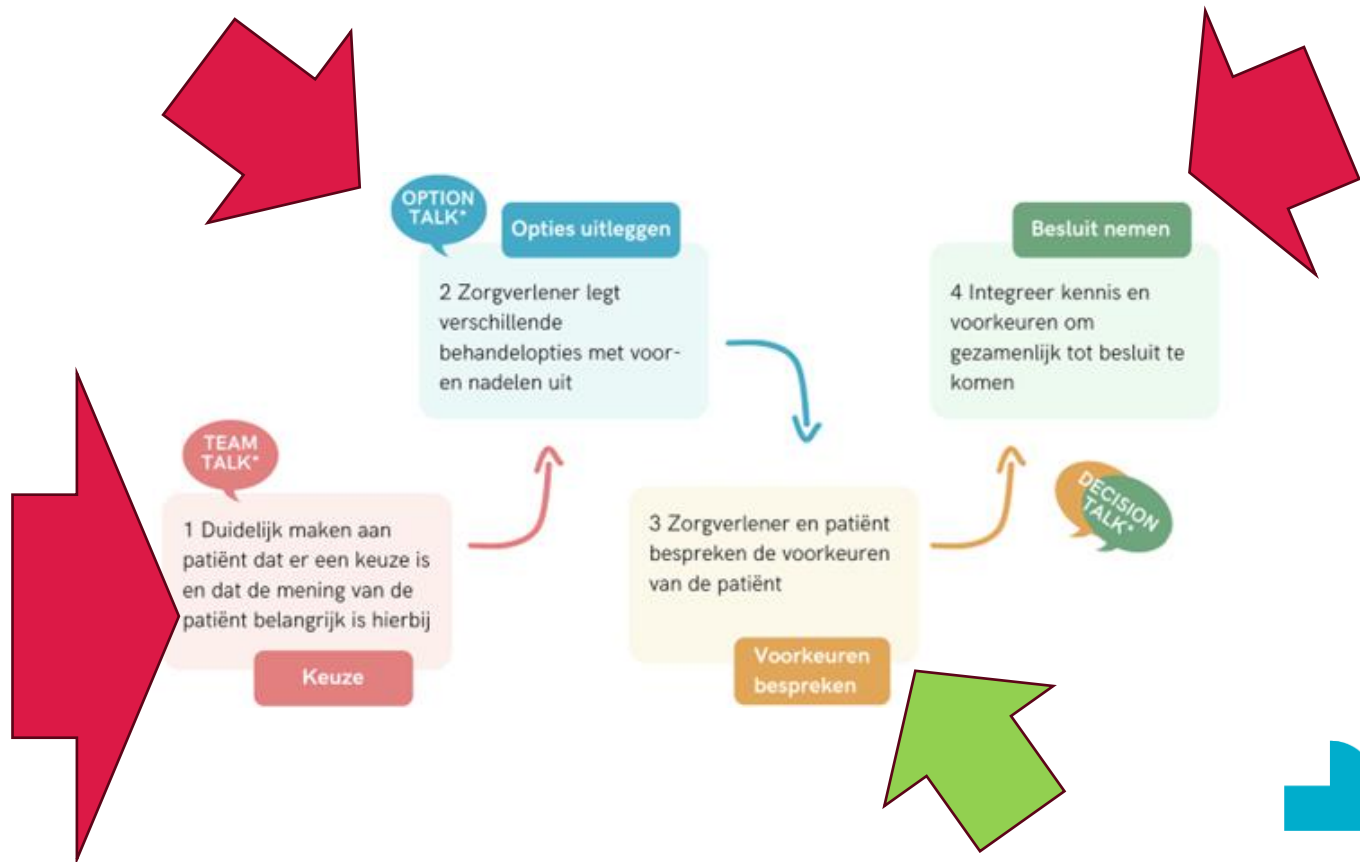 TEAM
TALK*
1 Duidelijk maken aan
patiënt dat er een keuze is
en dat de mening van de
patiënt belangrijk is hierbij
Keuze
OPTION
TALK*
Opties uitleggen
2 Zorgverlener legt
verschillende
behandelopties met voor-
en nadelen uit
3 Zorgverlener en patiënt
bespreken de voorkeuren
van de patiënt
Voorkeuren
bespreken
Besluit nemen
4 Integreer kennis en
voorkeuren om
gezamenlijk tot besluit te
komen
DECISION
TALK*